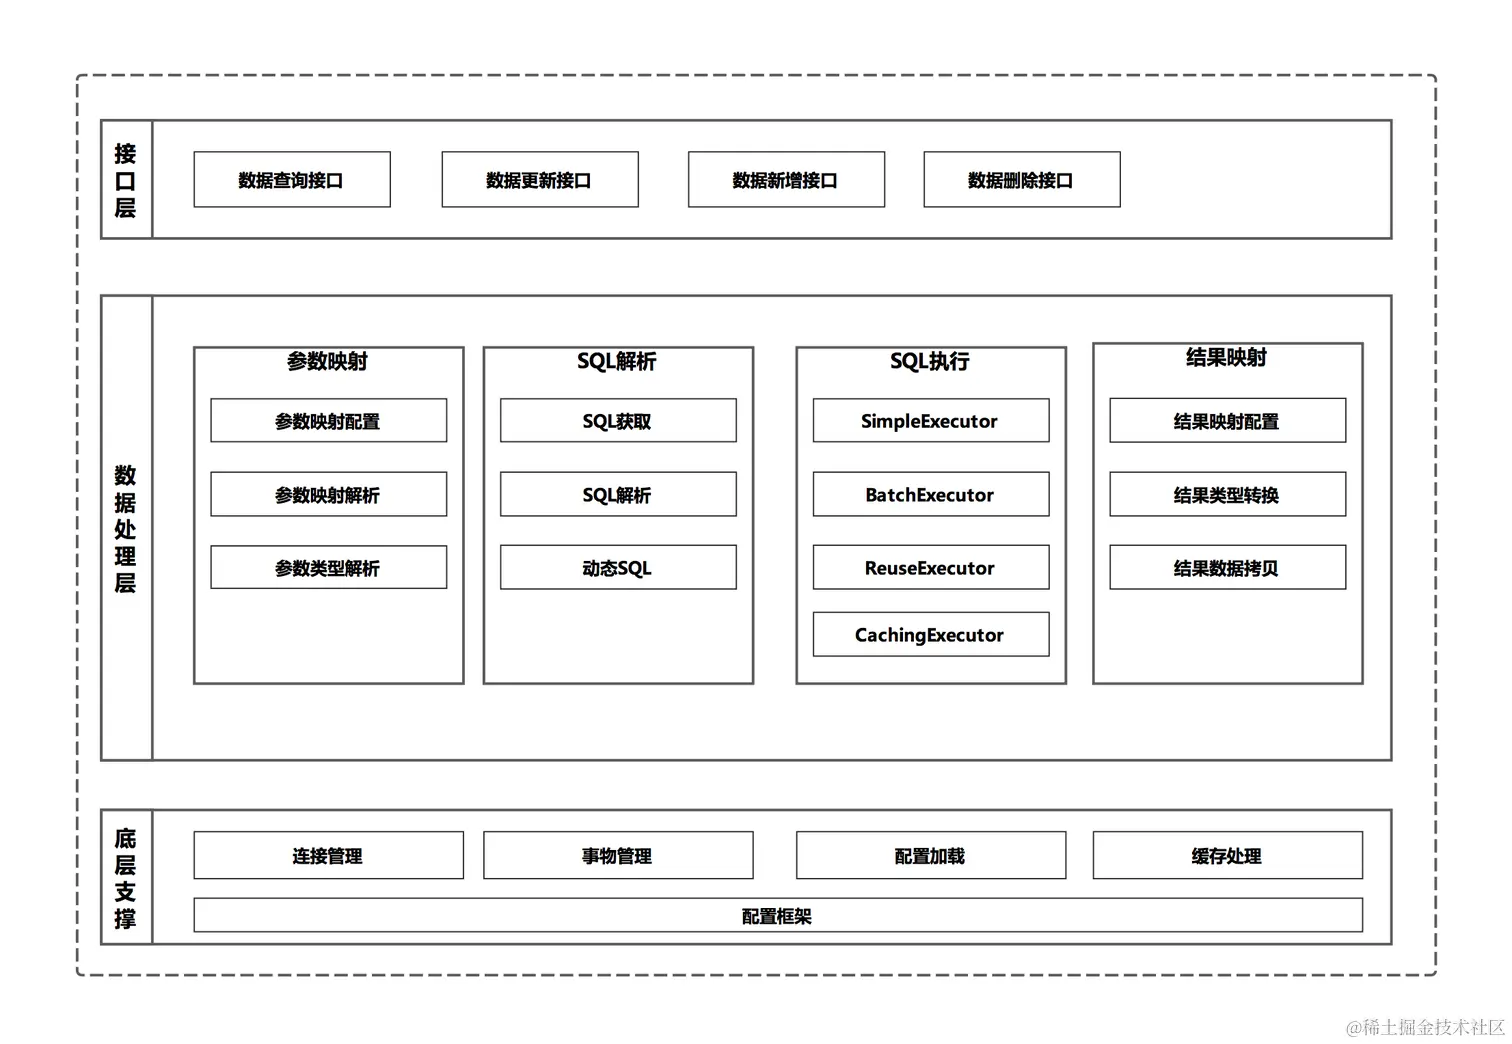 接口层
数据查询接口
数据更新接口
数据新增接口
数据删除接口
数据处理层
参数映射
参数映射配置
参数映射解析
参数类型解析
SQL解析
SQL获取
SQL解析
动态SQL
SQL执行
SimpleExecutor
BatchExecutor
ReuseExecutor
CachingExecutor
结果映射
结果映射配置
结果类型转换
结果数据拷贝
底层支撑
连接管理
事物管理
配置加载
缓存处理
配置框架
@稀土掘金技术社区